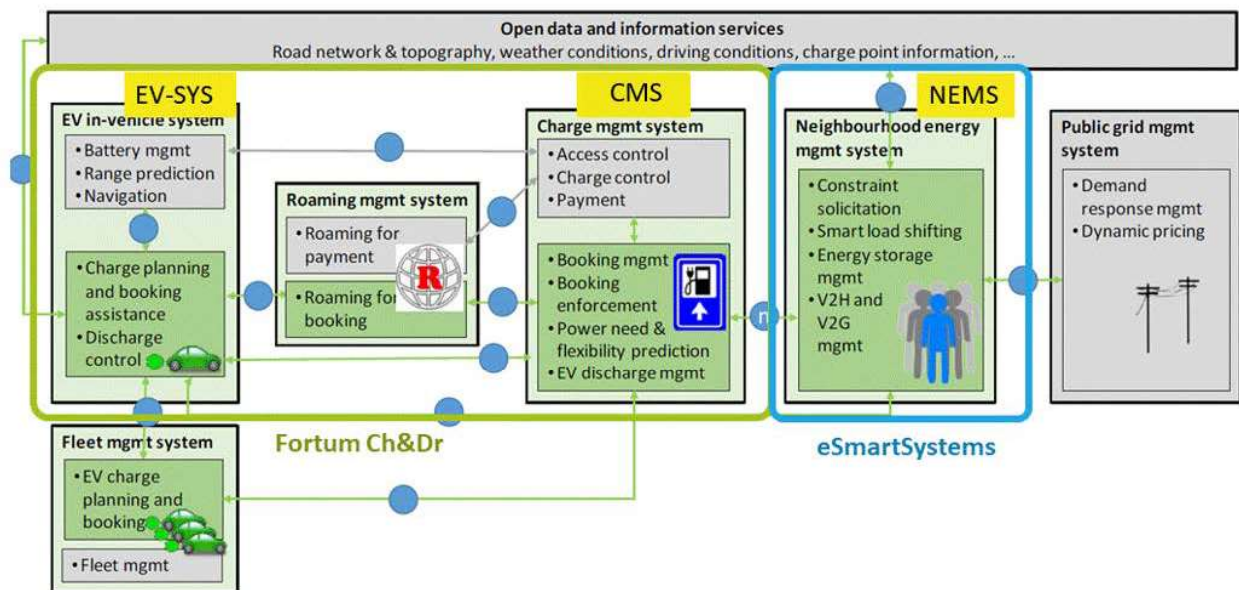 Open data and information services
Road network & topography, weather conditions, driving conditions, charge point information, ...
EV-SYS
CMS
NEMS
EV in-vehicle system
• Battery mgmt
• Range prediction
• Navigation
• Charge planning
and booking
assistance
• Discharge
control
Roaming mgmt system
• Roaming for
payment
R
• Roaming for
booking
Charge mgmt system
• Access control
• Charge control
• Payment
• Booking mgmt
• Booking
enforcement
• Power need &
flexibility prediction
• EV discharge mgmt
n
Neighbourhood energy
mgmt system
• Constraint
solicitation
• Smart load shifting
• Energy storage
mgmt
• V2H and
V2G
mgmt
Public grid mgmt
system
• Demand
response mgmt
• Dynamic pricing
Fortum Ch&Dr
eSmartSystems
Fleet mgmt system
• EV charge
planning and
booking
• Fleet mgmt